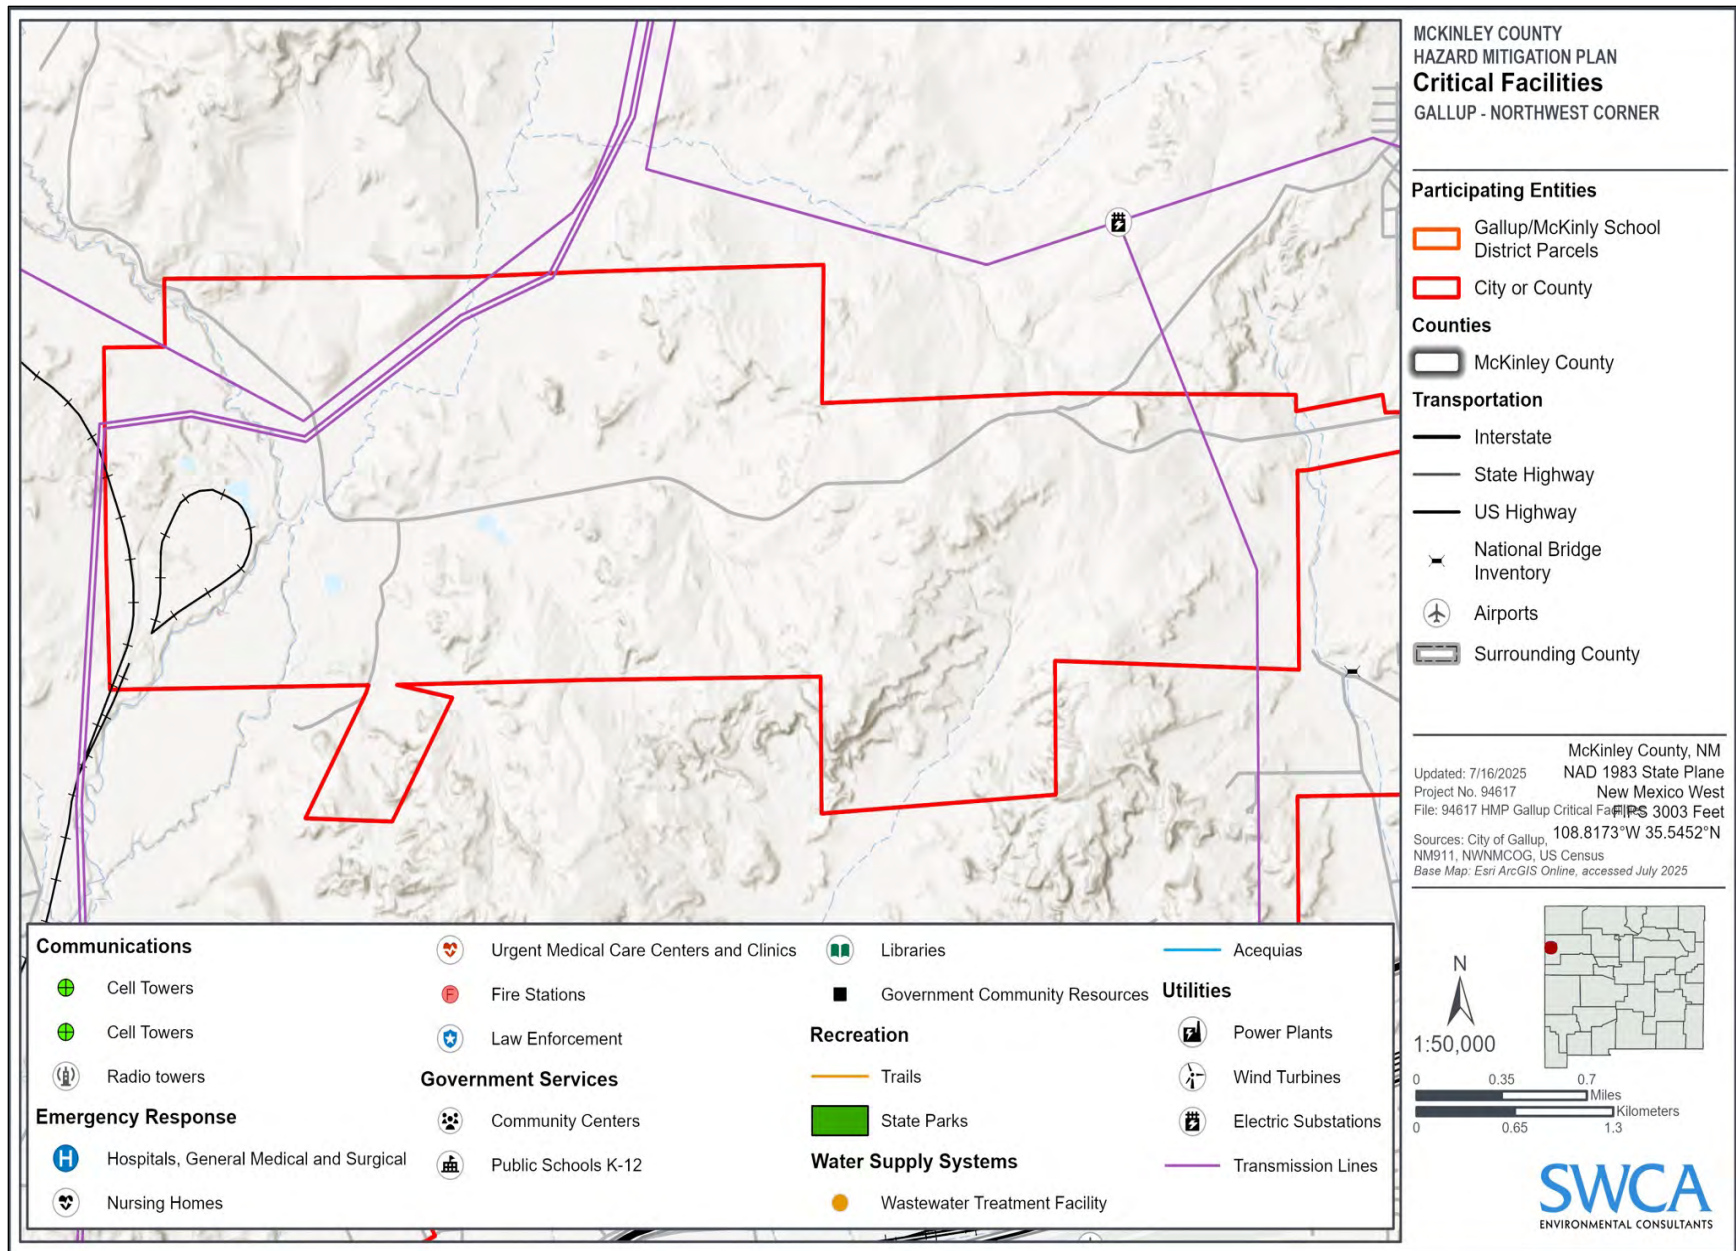 MCKINLEY COUNTY
HAZARD MITIGATION PLAN
Critical Facilities
GALLUP - NORTHWEST CORNER
Participating Entities
Gallup/McKinly School
District Parcels
City or County
Counties
McKinley County
Transportation
Interstate
State Highway
US Highway
National Bridge
Inventory
Airports
Surrounding County
McKinley County, NM
NAD 1983 State Plane
New Mexico West
FIPS 3003 Feet
108.8173°W 35.5452°N
Updated: 7/16/2025
Project No. 94617
File: 94617 HMP Gallup Critical Facilities
Sources: City of Gallup,
NM911, NWNMCOG, US Census
Base Map: Esri ArcGIS Online, accessed July 2025
N
1:50,000
0 0.35 0.7
Miles
Kilometers
0 0.65 1.3
SWCA
ENVIRONMENTAL CONSULTANTS
Communications
Cell Towers
Cell Towers
Radio towers
Emergency Response
H Hospitals, General Medical and Surgical
Nursing Homes
Urgent Medical Care Centers and Clinics
F Fire Stations
Law Enforcement
Government Services
Community Centers
Public Schools K-12
Libraries
Government Community Resources
Recreation
Trails
State Parks
Water Supply Systems
Wastewater Treatment Facility
Acequias
Utilities
Power Plants
Wind Turbines
Electric Substations
Transmission Lines